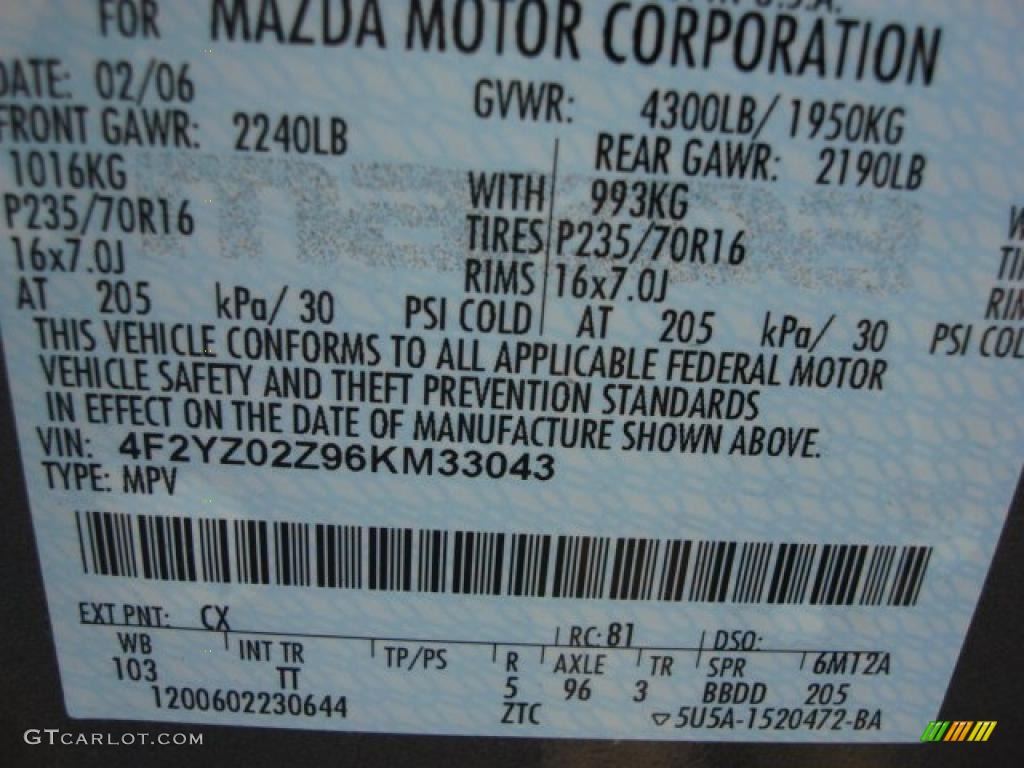 FOR MAZDA MOTOR CORPORATION
DATE: 02/06 GVWR: 4300LB/ 1950KG
FRONT GAWR: 2240LB REAR GAWR: 2190LB
1016KG WITH 993KG
P235/70R16 TIRES P235/70R16
16x7.0J RIMS 16x7.0J
AT 205 kPa/ 30 PSI COLD AT 205 kPa/ 30 PSI COL
THIS VEHICLE CONFORMS TO ALL APPLICABLE FEDERAL MOTOR
VEHICLE SAFETY AND THEFT PREVENTION STANDARDS
IN EFFECT ON THE DATE OF MANUFACTURE SHOWN ABOVE.
VIN: 4F2YZ02Z96KM33043
TYPE: MPV
EXT PNT: CX RC: 81 DSO:
WB INT TR TP/PS R AXLE TR SPR 6M12A
103 TT 5 96 3 BBDD 205
1200602230644 ZTC ▽5U5A-1520472-BA
GTCARLOT.COM